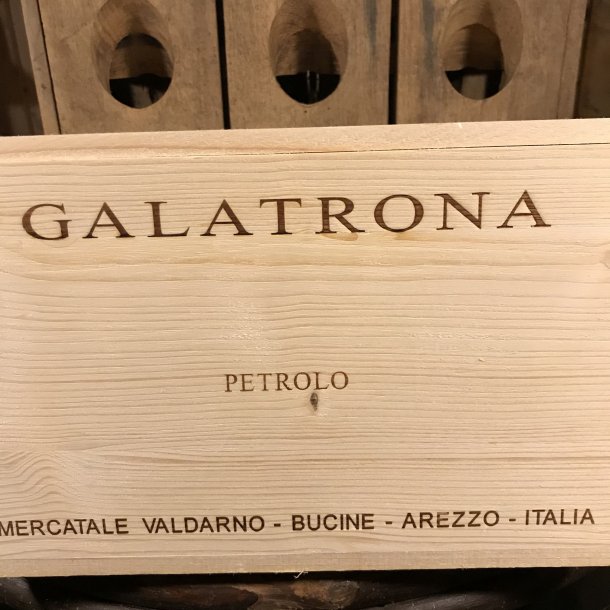 GALATRONA
PETROLO
MERCATALE VALDARNO - BUCINE - AREZZO - ITALIA